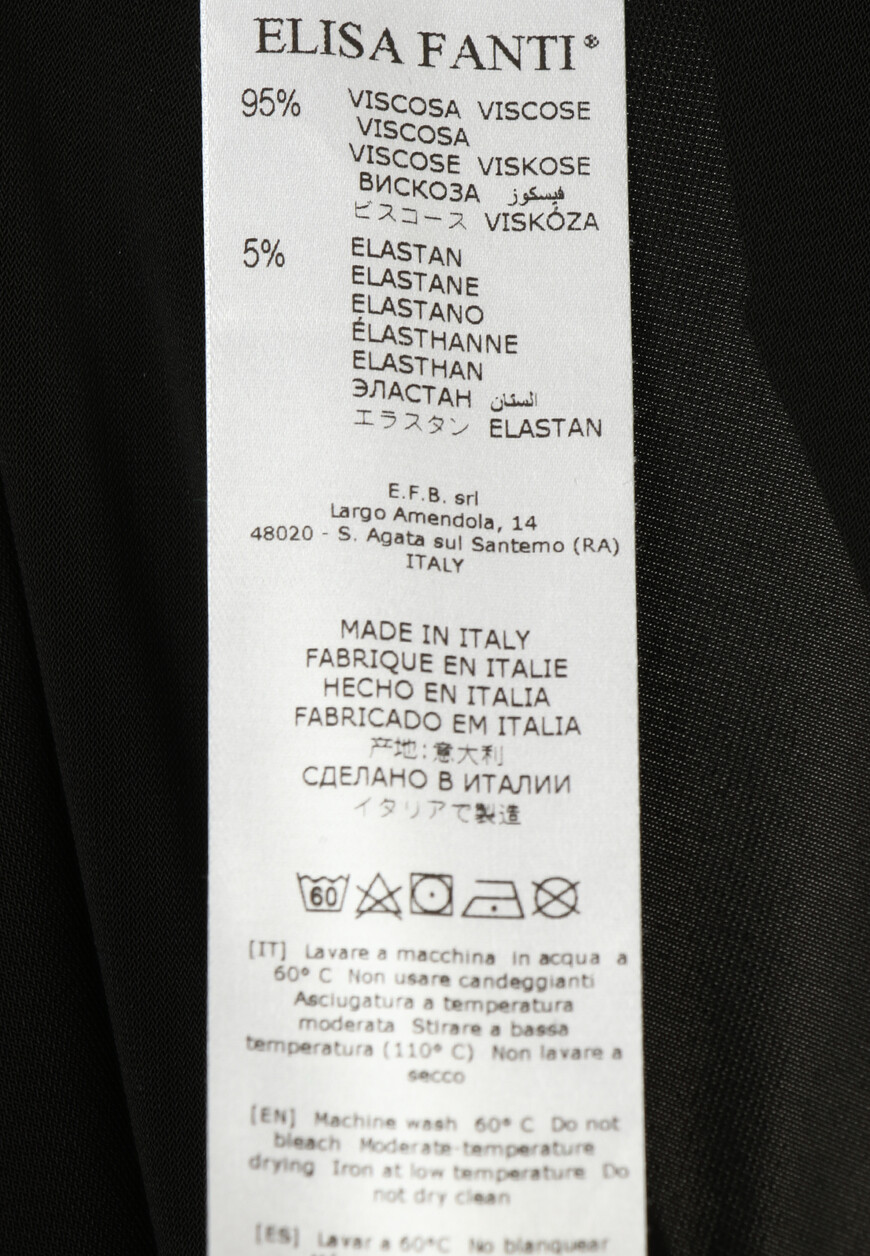 ELISA FANTI®
95% VISCOSA VISCOSE
VISCOSA
VISCOSE VISKOSE
ВИСКОЗА فيسكوز
ビスコース VISKÓZA
5% ELASTAN
ELASTANE
ELASTANO
ÉLASTHANNE
ELASTHAN
ЭЛАСТАН الستان
エラスタン ELASTAN
E.F.B. srl
Largo Amendola, 14
48020 - S. Agata sul Santerno (RA)
ITALY
MADE IN ITALY
FABRIQUE EN ITALIE
HECHO EN ITALIA
FABRICADO EM ITALIA
产地:意大利
СДЕЛАНО В ИТАЛИИ
イタリアで製造
60
[IT] Lavare a macchina in acqua a
60° C Non usare candeggianti
Asciugatura a temperatura
moderata Stirare a bassa
temperatura (110° C) Non lavare a
secco
[EN] Machine wash 60° C Do not
bleach Moderate-temperature
drying Iron at low temperature Do
not dry clean
[ES] Lavar a 60°C No blanquear